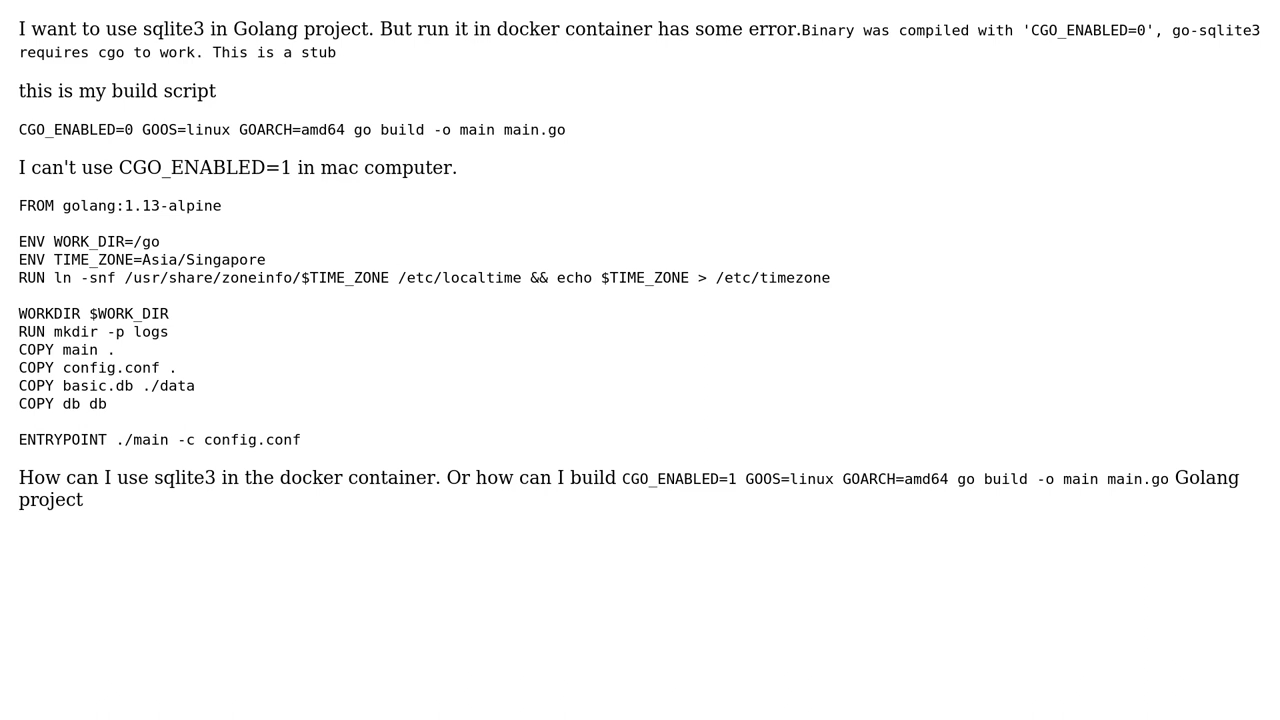 I want to use sqlite3 in Golang project. But run it in docker container has some error.Binary was compiled with 'CGO_ENABLED=0', go-sqlite3
requires cgo to work. This is a stub
this is my build script
CGO_ENABLED=0 GOOS=linux GOARCH=amd64 go build -o main main.go
I can't use CGO_ENABLED=1 in mac computer.
FROM golang:1.13-alpine
ENV WORK_DIR=/go
ENV TIME_ZONE=Asia/Singapore
RUN ln -snf /usr/share/zoneinfo/$TIME_ZONE /etc/localtime && echo $TIME_ZONE > /etc/timezone
WORKDIR $WORK_DIR
RUN mkdir -p logs
COPY main .
COPY config.conf .
COPY basic.db ./data
COPY db db
ENTRYPOINT ./main -c config.conf
How can I use sqlite3 in the docker container. Or how can I build CGO_ENABLED=1 GOOS=linux GOARCH=amd64 go build -o main main.go Golang
project